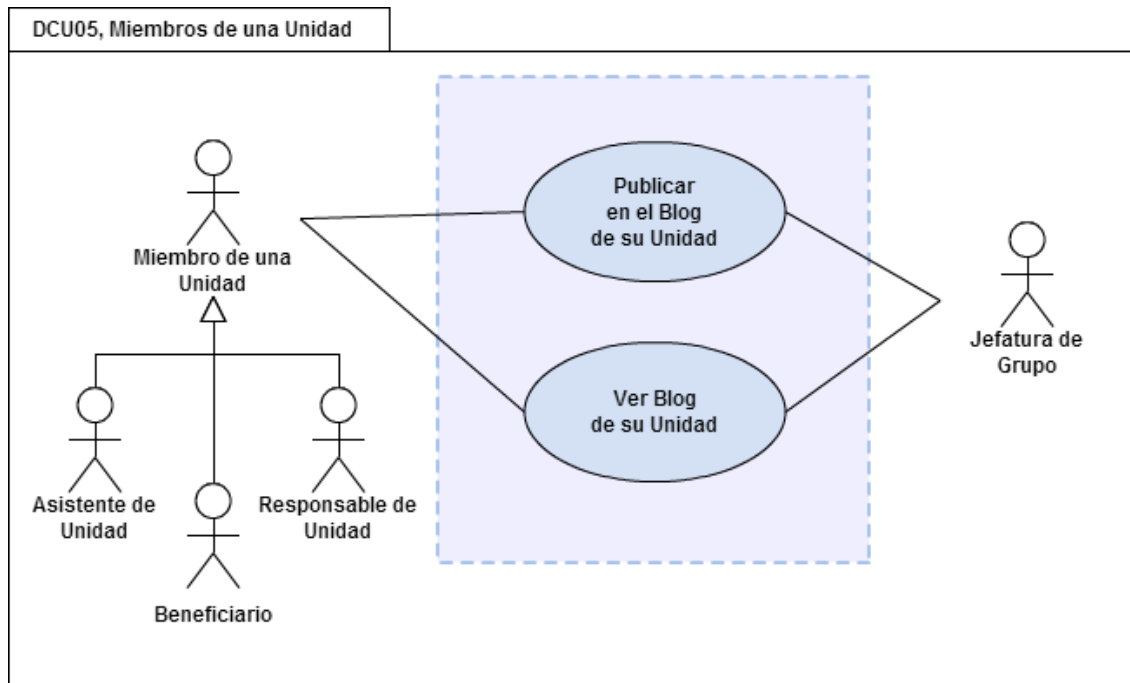 DCU05, Miembros de una Unidad
Miembro de una
Unidad
Publicar
en el Blog
de su Unidad
Jefatura de
Grupo
Ver Blog
de su Unidad
Asistente de
Unidad
Responsable de
Unidad
Beneficiario